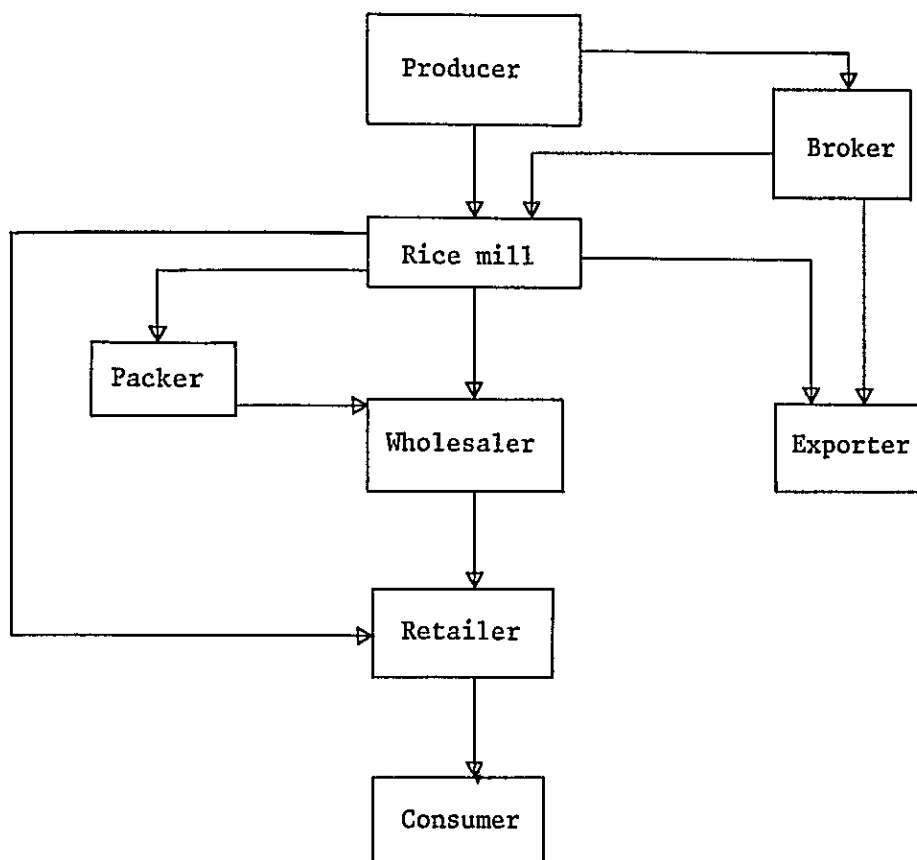 Producer
Broker
Rice mill
Packer
Wholesaler
Exporter
Retailer
Consumer